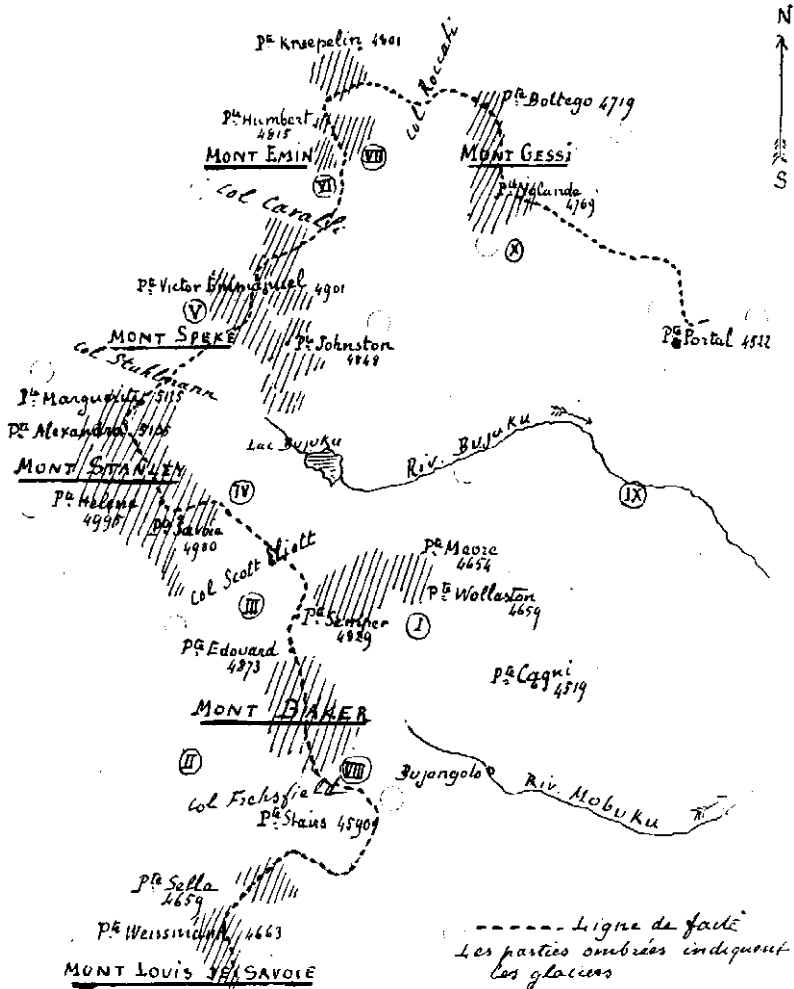 N
Pte Kraepelin 4801
Col Roccati
Pte Bottego 4719
Pte Humbert
4815
MONT EMIN
VII
MONT GESSI
S
VI
Pte Yolanda
4769
Col Cavalli
X
Pte Victor Emmanuel 4901
V
MONT SPEKE
Pte Johnston
4848
Pte Portal 4522
Col Stuhlmann
Pte Marguerite 5125
Pte Alexandra 5105
Lac Bujuku
Riv. Bujuku
MONT STANLEY
IV
IX
Pte Hélène
4995
Pte Savoie
4980
Col Scott Eliott
Pte Moore
4654
III
Pte Wollaston
4659
Pte Semper
4829
I
Pte Edouard
4873
Pte Cagni
4519
MONT BAKER
II
VIII
Bujongolo
Riv. MOBUKU
Col Freshfield
Pte Stairs 4590
Pte Sella
4659
Pte Weissmann 4663
Ligne de faîte
Les parties ombrées indiquent
les glaciers
MONT LOUIS DE SAVOIE